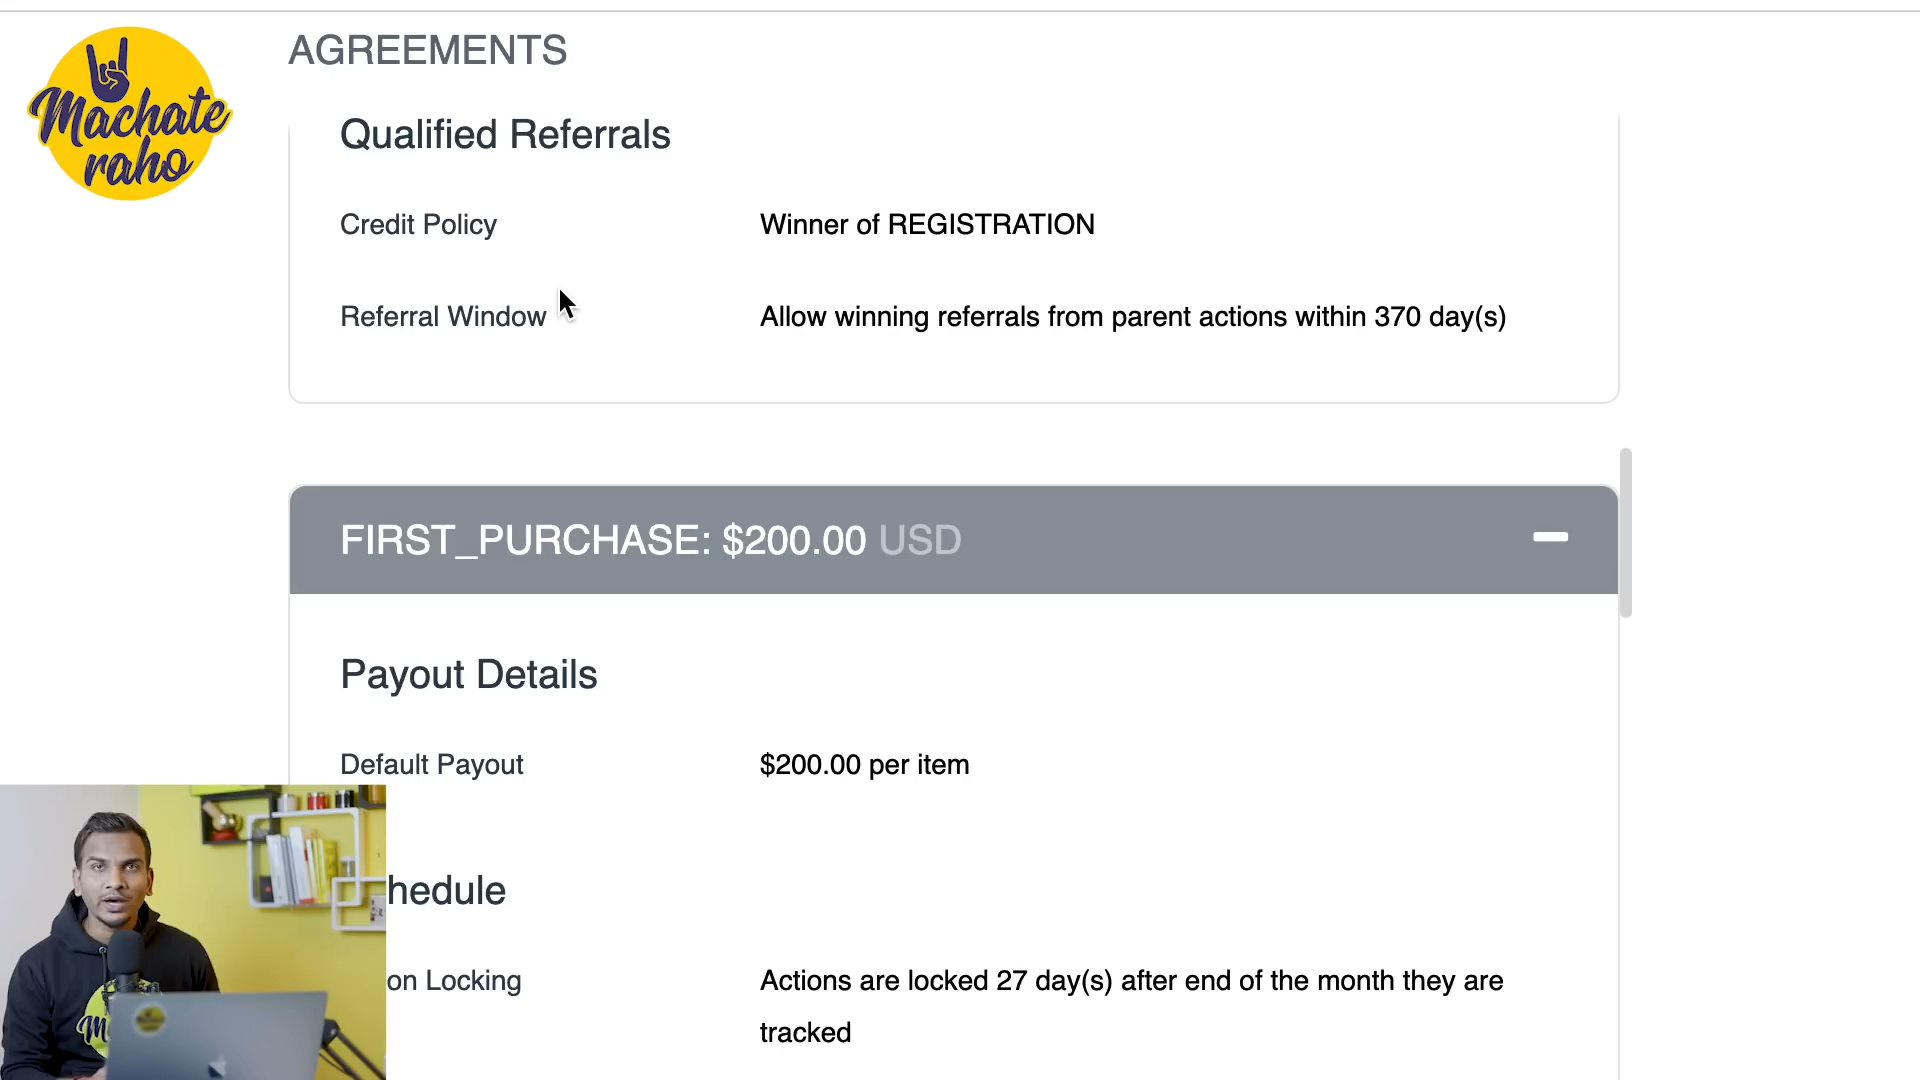 Machate
raho
AGREEMENTS
Qualified Referrals
Credit Policy Winner of REGISTRATION
Referral Window Allow winning referrals from parent actions within 370 day(s)
FIRST_PURCHASE: $200.00 USD
Payout Details
Default Payout $200.00 per item
hedule
on Locking Actions are locked 27 day(s) after end of the month they are
tracked
M